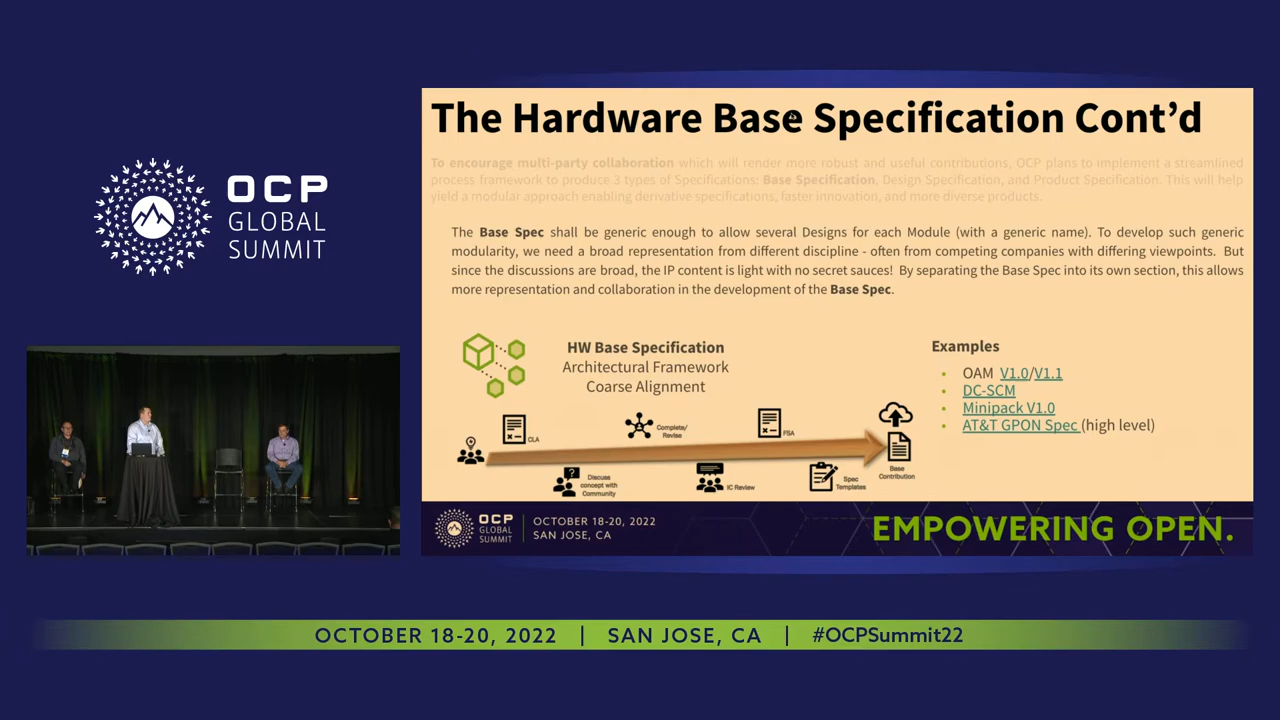 OCP
GLOBAL
SUMMIT
The Hardware Base Specification Cont'd
To encourage multi-party collaboration which will render more robust and useful contributions, OCP plans to implement a streamlined
process framework to produce 3 types of Specifications: Base Specification, Design Specification, and Product Specification. This will help
yield a modular approach enabling derivative specifications, faster innovation, and more diverse products.
The Base Spec shall be generic enough to allow several Designs for each Module (with a generic name). To develop such generic
modularity, we need a broad representation from different discipline - often from competing companies with differing viewpoints. But
since the discussions are broad, the IP content is light with no secret sauces! By separating the Base Spec into its own section, this allows
more representation and collaboration in the development of the Base Spec.
HW Base Specification
Architectural Framework
Coarse Alignment
Examples
• OAM V1.0/V1.1
• DC-SCM
• Minipack V1.0
• AT&T GPON Spec (high level)
CLA
Complete/
Revise
FSA
Discuss
concept with
Community
IC Review
Spec
Templates
Base
Contribution
OCP
GLOBAL
SUMMIT
OCTOBER 18-20, 2022
SAN JOSE, CA
EMPOWERING OPEN.
OCTOBER 18-20, 2022 | SAN JOSE, CA | #OCPSummit22